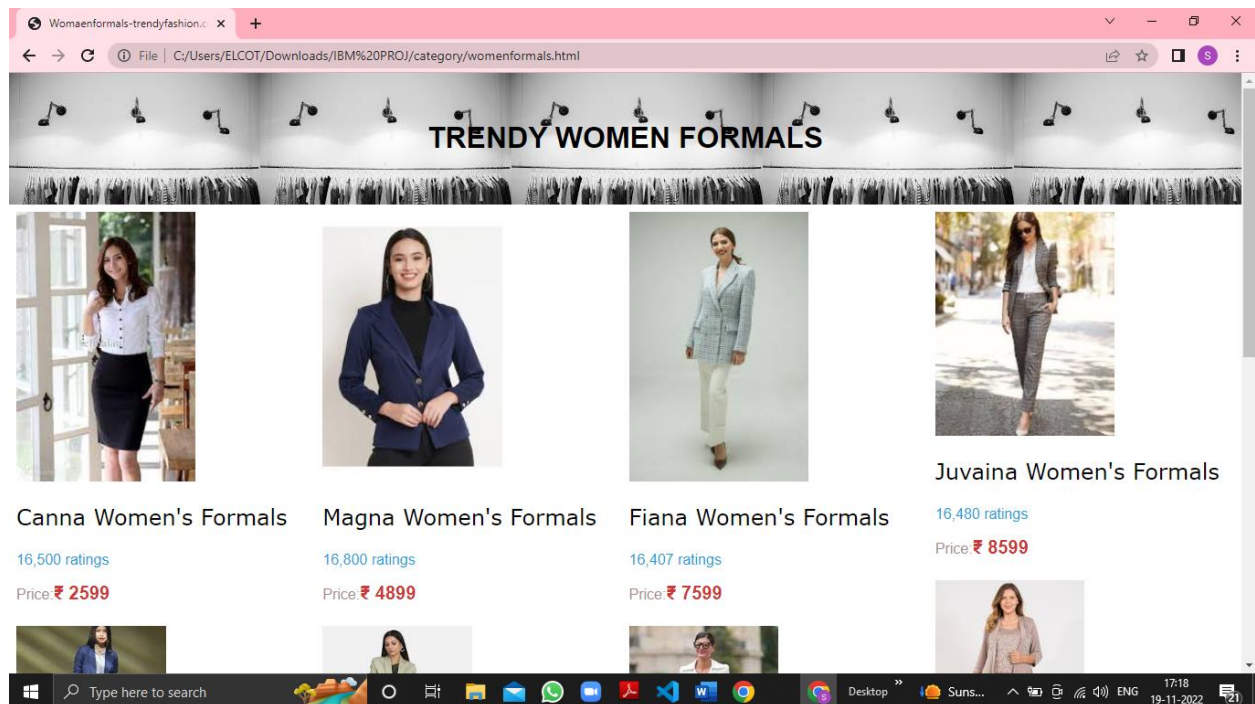 Womaenformals-trendyfashion.c
File | C:/Users/ELCOT/Downloads/IBM%20PROJ/category/womenformals.html
S
TRENDY WOMEN FORMALS
Canna Women's Formals
16,500 ratings
Price:₹ 2599
Magna Women's Formals
16,800 ratings
Price:₹ 4899
Fiana Women's Formals
16,407 ratings
Price:₹ 7599
Juvaina Women's Formals
16,480 ratings
Price:₹ 8599
Type here to search
Desktop
Suns...
ENG
17:18
19-11-2022
21